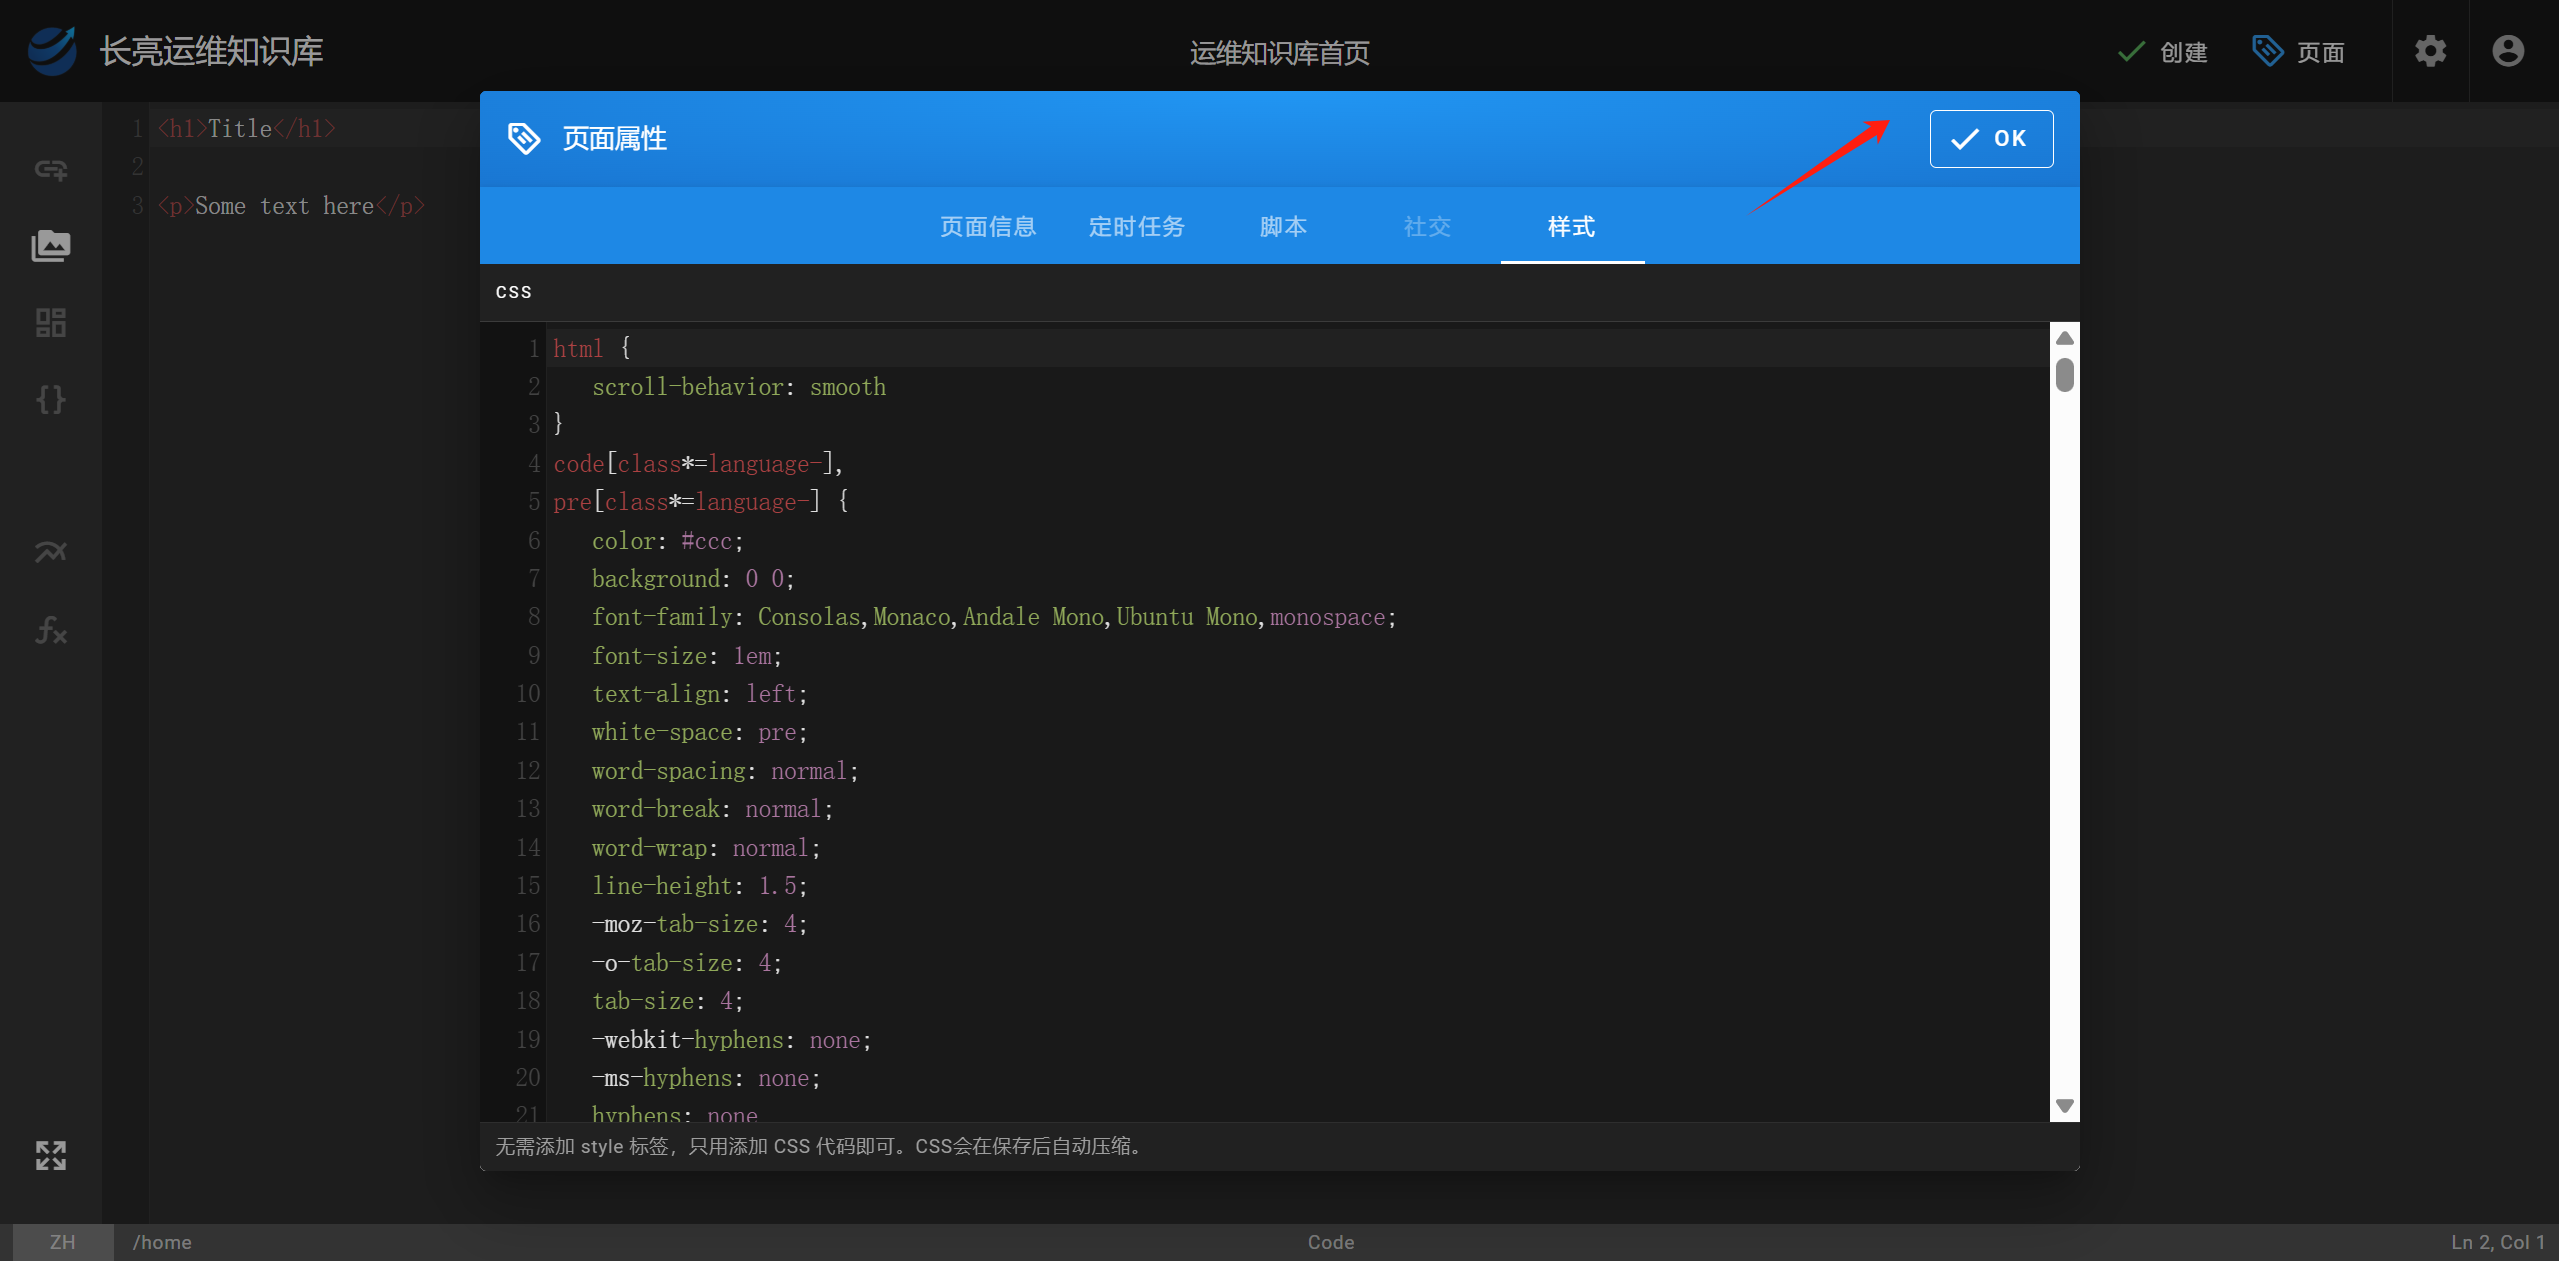 长亮运维知识库
运维知识库首页
创建
页面
1 <h1>Title</h1>
2
3 <p>Some text here</p>
页面属性
OK
页面信息
定时任务
脚本
社交
样式
CSS
1 html {
2 scroll-behavior: smooth
3 }
4 code[class*=language-],
5 pre[class*=language-] {
6 color: #ccc;
7 background: 0 0;
8 font-family: Consolas,Monaco,Andale Mono,Ubuntu Mono,monospace;
9 font-size: 1em;
10 text-align: left;
11 white-space: pre;
12 word-spacing: normal;
13 word-break: normal;
14 word-wrap: normal;
15 line-height: 1.5;
16 -moz-tab-size: 4;
17 -o-tab-size: 4;
18 tab-size: 4;
19 -webkit-hyphens: none;
20 -ms-hyphens: none;
21 hyphens: none
无需添加 style 标签，只用添加 CSS 代码即可。CSS会在保存后自动压缩。
ZH
/home
Code
Ln 2, Col 1